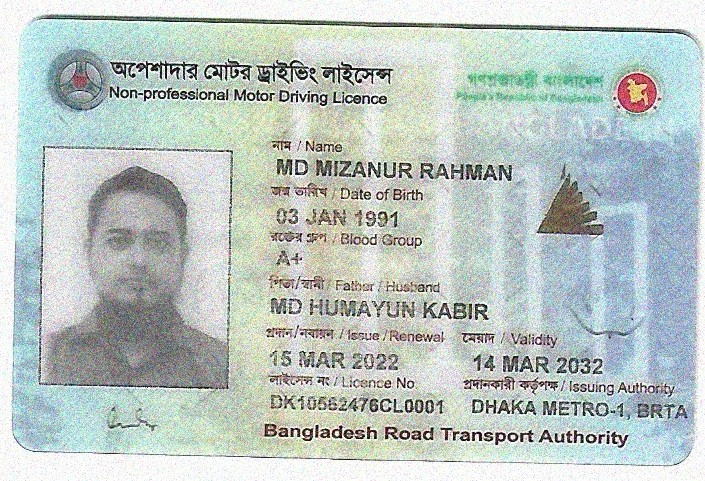 অপেশাদার মোটর ড্রাইভিং লাইসেন্স
Non-professional Motor Driving Licence
গণপ্রজাতন্ত্রী বাংলাদেশ
People's Republic of Bangladesh
নাম / Name
MD MIZANUR RAHMAN
জন্ম তারিখ / Date of Birth
03 JAN 1991
রক্তের গ্রুপ / Blood Group
A+
পিতা/স্বামী / Father / Husband
MD HUMAYUN KABIR
প্রদান/নবায়ন / Issue / Renewal মেয়াদ / Validity
15 MAR 2022 14 MAR 2032
লাইসেন্স নং / Licence No প্রদানকারী কর্তৃপক্ষ / Issuing Authority
DK10562476CL0001 DHAKA METRO-1, BRTA
Bangladesh Road Transport Authority